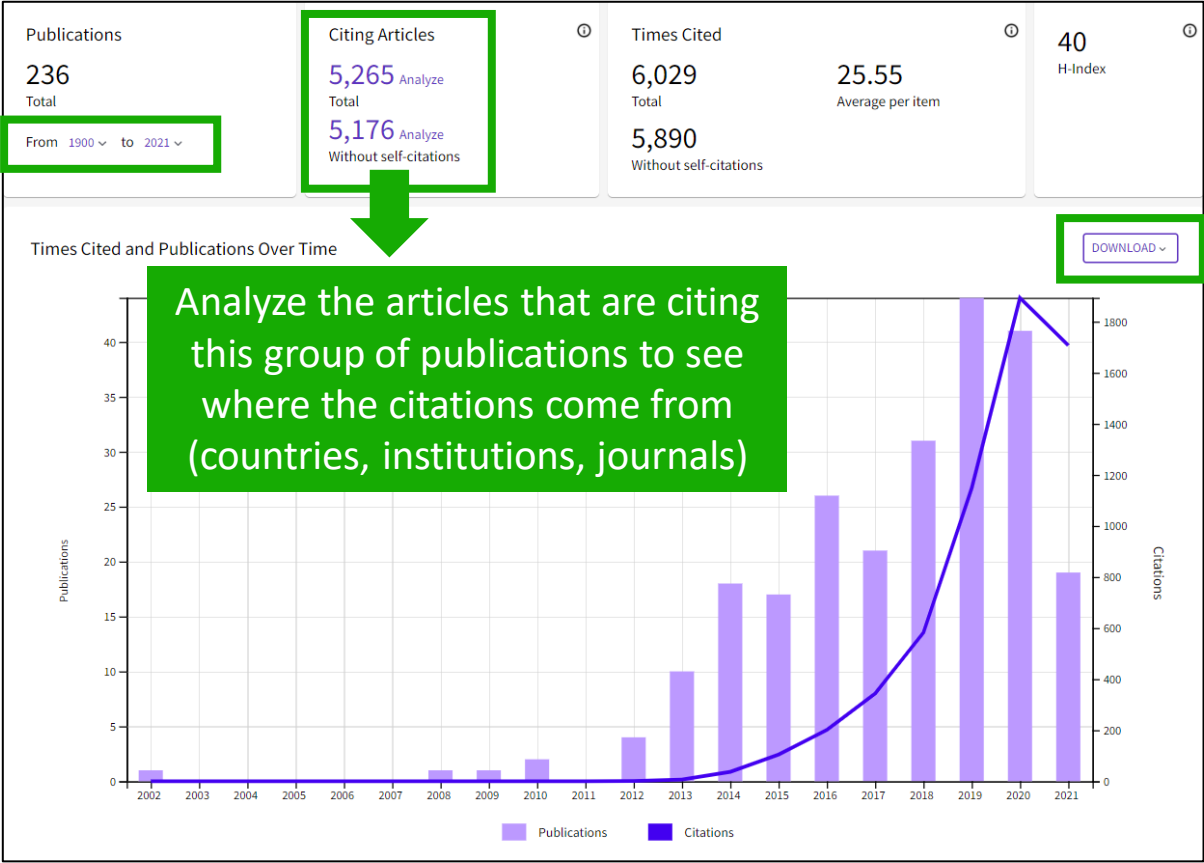 Publications
236
Total
From 1900 to 2021
Citing Articles
5,265 Analyze
Total
5,176 Analyze
Without self-citations
Times Cited
6,029
Total
25.55
Average per item
5,890
Without self-citations
40
H-Index
Times Cited and Publications Over Time
DOWNLOAD
Analyze the articles that are citing
this group of publications to see
where the citations come from
(countries, institutions, journals)
Publications
40
35
30
25
20
15
10
5
0
1800
1600
1400
1200
1000
800
600
400
200
0
Citations
2002 2003 2004 2005 2006 2007 2008 2009 2010 2011 2012 2013 2014 2015 2016 2017 2018 2019 2020 2021
Publications Citations